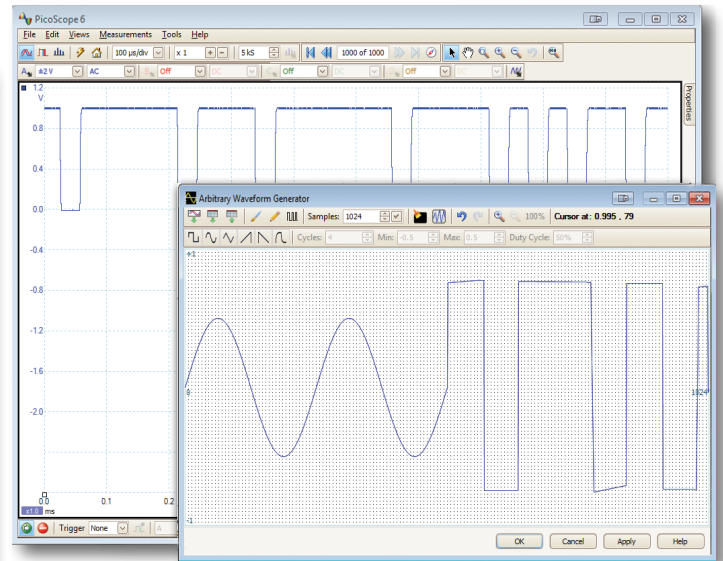 PicoScope 6
File Edit Views Measurements Tools Help
100 µs/div x 1 5 kS 1000 of 1000
A ±2 V AC B Off DC C Off DC D Off DC
1.2
V
0.8
0.4
0.0
-0.4
-0.8
-1.2
-1.6
-2.0
0.0 0.1 0.2
x1.0 ms
Trigger None A
Properties
Arbitrary Waveform Generator
Samples: 1024 100% Cursor at: 0.995 . 79
Cycles: 4 Min: -0.5 Max: 0.5 Duty Cycle: 50%
+1
0 1024
-1
OK Cancel Apply Help